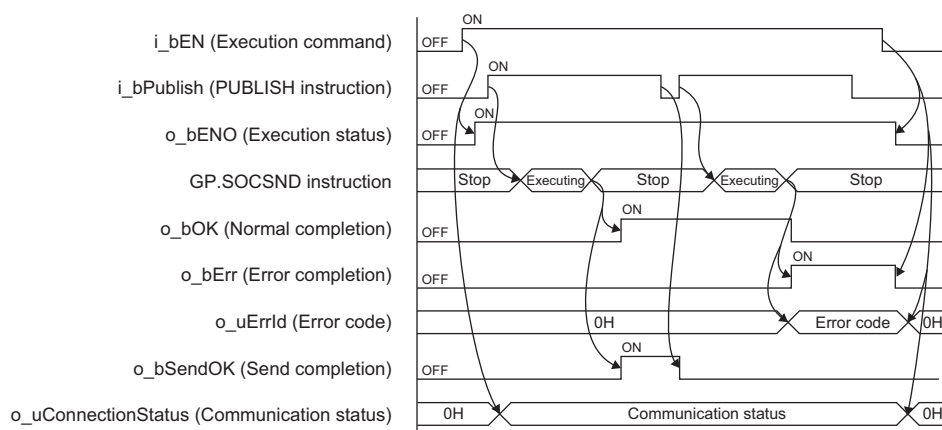 ON
i_bEN (Execution command) OFF
ON
i_bPublish (PUBLISH instruction) OFF
ON
o_bENO (Execution status) OFF
GP.SOCSND instruction Stop Executing Stop Executing Stop
ON
o_bOK (Normal completion) OFF
ON
o_bErr (Error completion) OFF
o_uErrId (Error code) 0H Error code 0H
ON
o_bSendOK (Send completion) OFF
o_uConnectionStatus (Communication status) 0H Communication status 0H